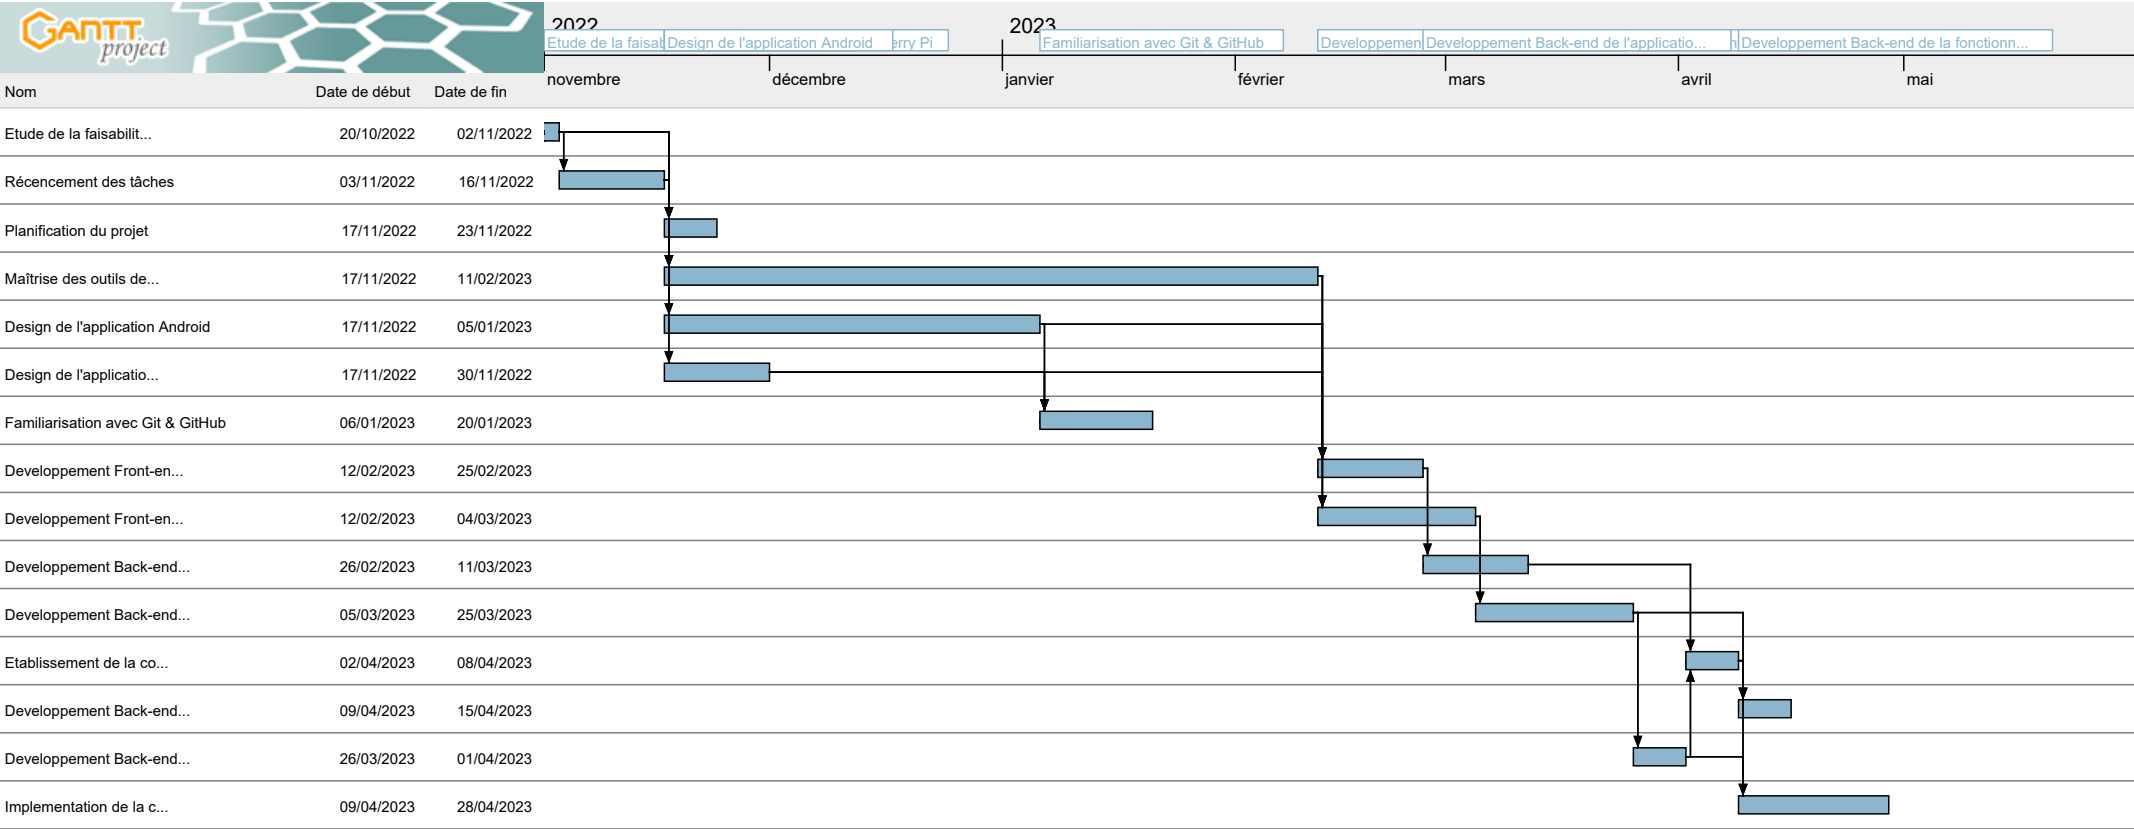 GANTT
project
2022
2023
Etude de la faisab
Design de l'application Android
erry Pi
Familiarisation avec Git & GitHub
Developpemen
Developpement Back-end de l'applicatio...
Developpement Back-end de la fonctionn...
novembre
décembre
janvier
février
mars
avril
mai
Nom Date de début Date de fin
Etude de la faisabilit... 20/10/2022 02/11/2022
Récencement des tâches 03/11/2022 16/11/2022
Planification du projet 17/11/2022 23/11/2022
Maîtrise des outils de... 17/11/2022 11/02/2023
Design de l'application Android 17/11/2022 05/01/2023
Design de l'applicatio... 17/11/2022 30/11/2022
Familiarisation avec Git & GitHub 06/01/2023 20/01/2023
Developpement Front-en... 12/02/2023 25/02/2023
Developpement Front-en... 12/02/2023 04/03/2023
Developpement Back-end... 26/02/2023 11/03/2023
Developpement Back-end... 05/03/2023 25/03/2023
Etablissement de la co... 02/04/2023 08/04/2023
Developpement Back-end... 09/04/2023 15/04/2023
Developpement Back-end... 26/03/2023 01/04/2023
Implementation de la c... 09/04/2023 28/04/2023